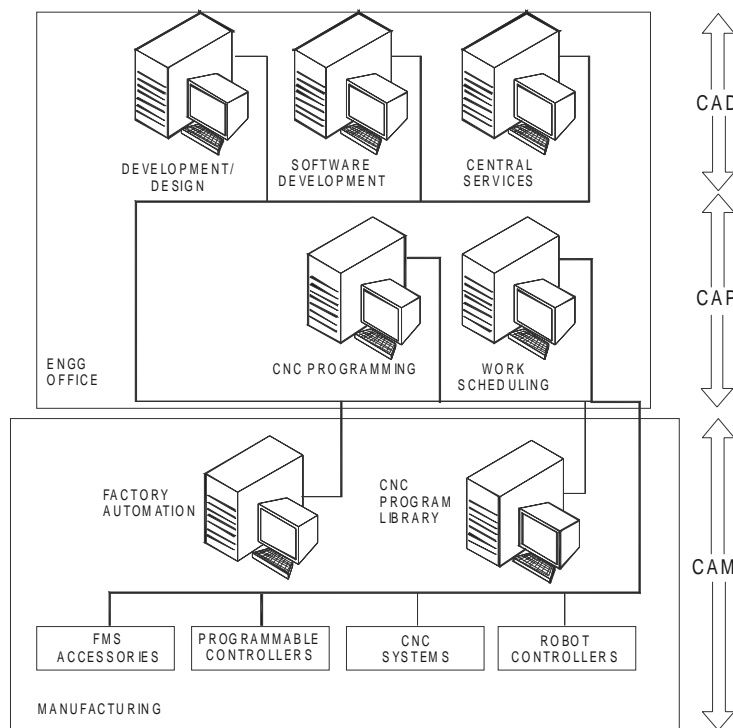 DEVELOPMENT/
DESIGN
SOFTWARE
DEVELOPMENT
CENTRAL
SERVICES
CAD
CNC PROGRAMMING
WORK
SCHEDULING
CAP
ENGG
OFFICE
FACTORY
AUTOMATION
CNC
PROGRAM
LIBRARY
CAM
FMS
ACCESSORIES
PROGRAMMABLE
CONTROLLERS
CNC
SYSTEMS
ROBOT
CONTROLLERS
MANUFACTURING